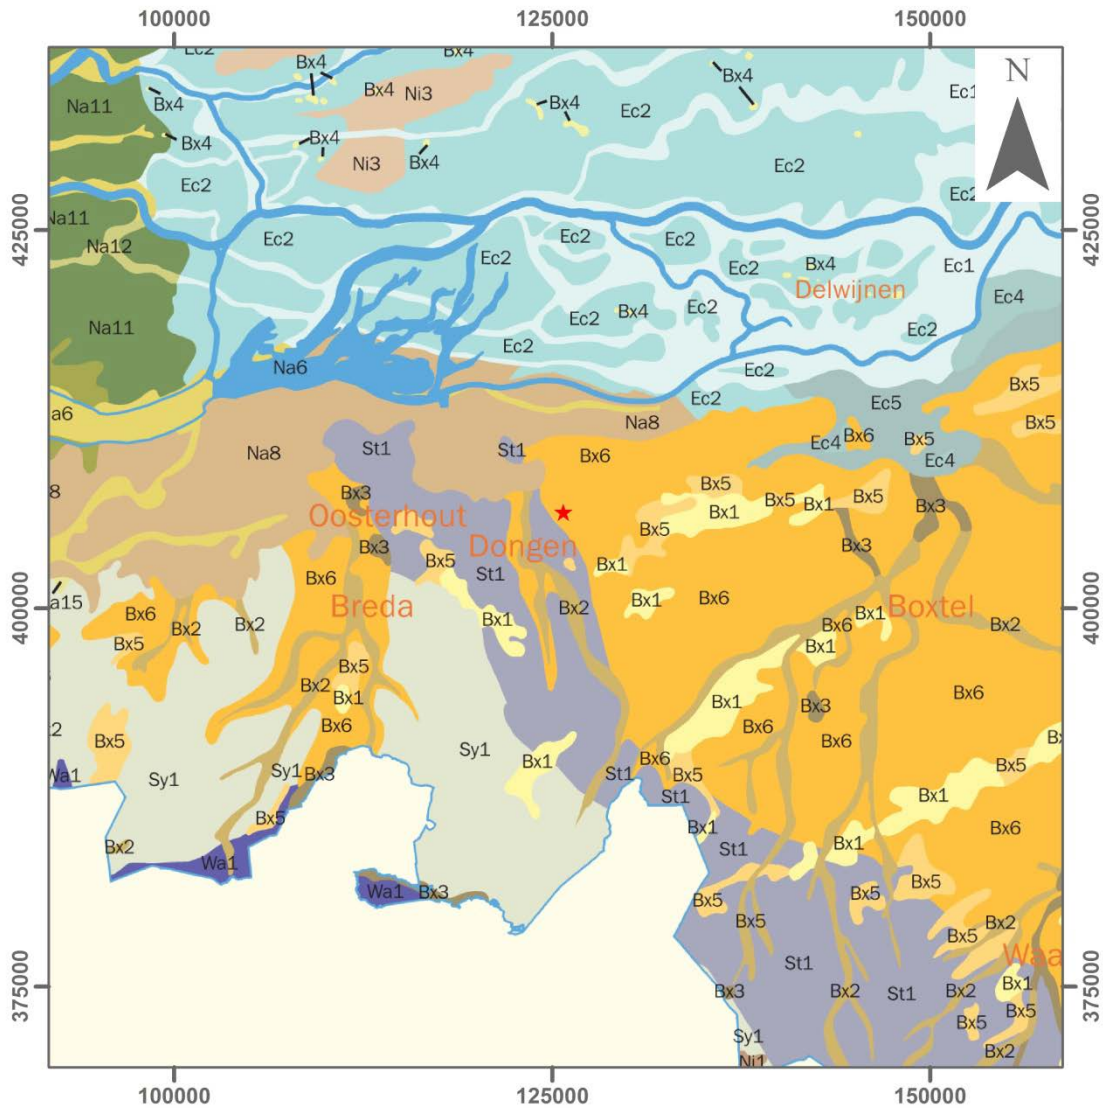 100000 125000 150000
Ec2 Bx4
Bx4 Bx4
N
Na11 Bx4 Bx4 Ni3 Bx4 Ec2 Ec1
Bx4 Bx4
Ni3 Bx4 Ec2
Ec2 Ec2
425000 425000
Na11 Ec2 Ec2 Ec2
Na12 Ec2 Ec2 Bx4 Ec1
Delwijnen
Ec4
Na11 Ec2 Bx4 Ec2 Ec2
Ec2
Na6 Ec2
Bx5
Ec2 Ec5
a6 Na8 Bx5
Bx6 Ec4 Bx5
Na8 St1 St1 Bx6 Ec4
8 Bx3 Bx5 Bx5 Bx5
Bx1 Bx1 Bx3
Oosterhout
Bx5
Dongen
Bx3 Bx3
Bx5 Bx1
Bx6 St1
a15 Bx6 Breda Bx2 Bx1 Bx6 Boxtel
400000 400000
Bx2 Bx2 Bx1 Bx1 Bx6 Bx2
Bx5 Bx1
Bx5
Bx2 Bx1 Bx1 Bx3 Bx6
2 Bx5 Bx6 Sy1 Bx6 Bx6 B
Bx1 Bx6
Wa1 Sy1 Sy1 Bx3 St1 Bx5 Bx5
St1 Bx1
Bx5 Bx1 Bx6
Bx2 St1 Bx1
Wa1
Wa1 Bx3 Bx5 Bx5 Bx5
Bx5 Bx5 Bx2
Waa
St1
375000 375000
Bx3 Bx2 St1 Bx2 Bx1
Bx5 Bx5
Sy1 Bx2
Ni1
100000 125000 150000